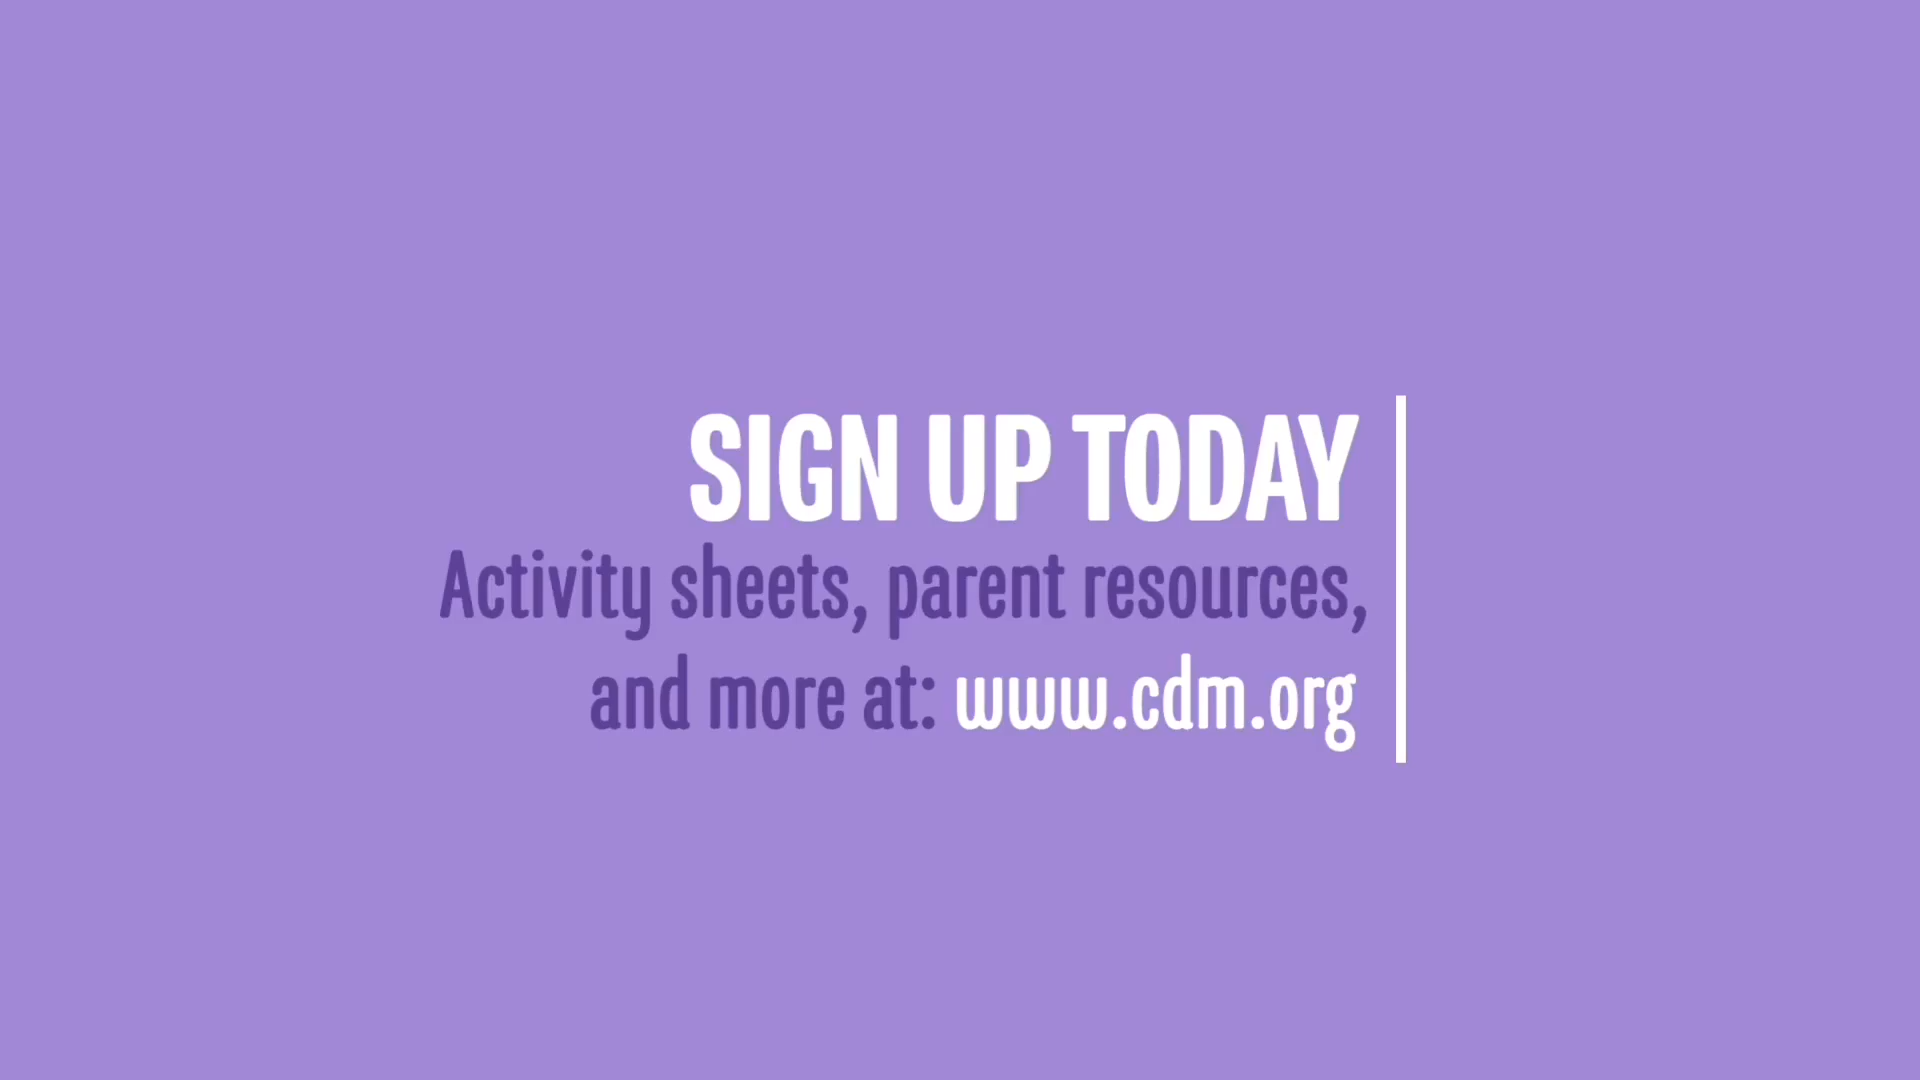 SIGN UP TODAY
Activity sheets, parent resources,
and more at: www.cdm.org